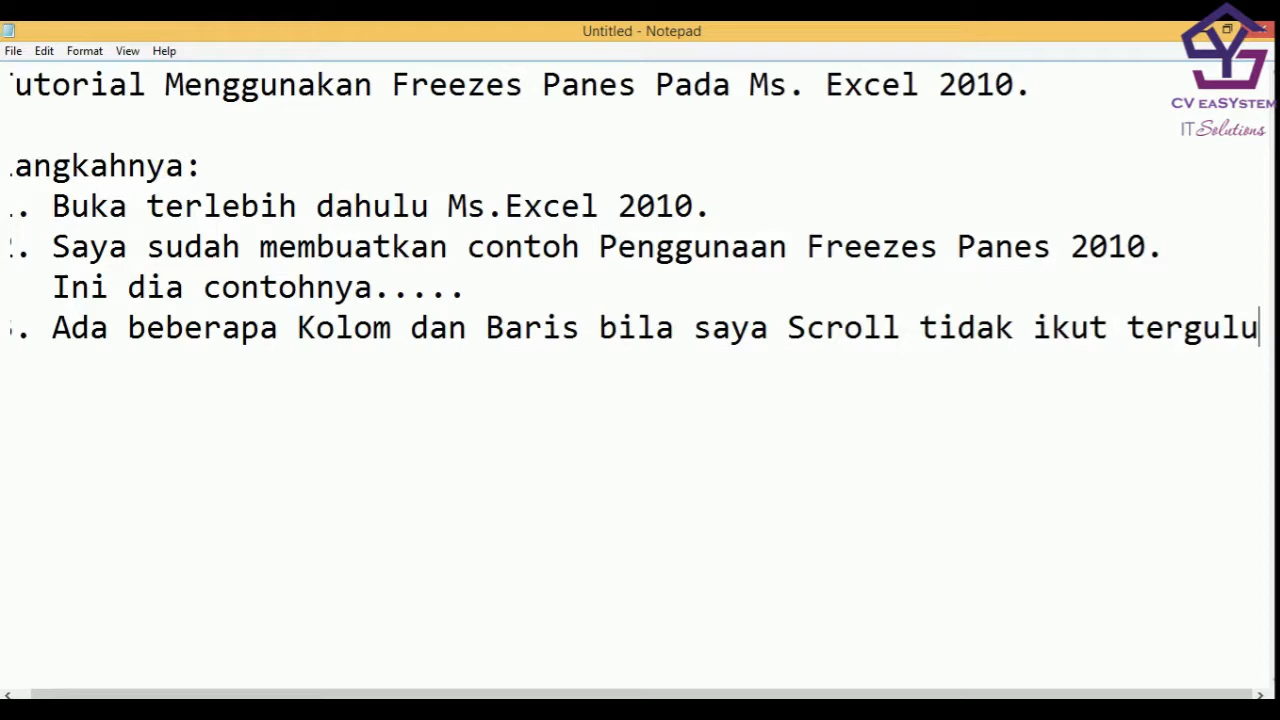 Untitled - Notepad
File Edit Format View Help
utorial Menggunakan Freezes Panes Pada Ms. Excel 2010.
angkahnya:
. Buka terlebih dahulu Ms.Excel 2010.
. Saya sudah membuatkan contoh Penggunaan Freezes Panes 2010.
Ini dia contohnya.....
. Ada beberapa Kolom dan Baris bila saya Scroll tidak ikut tergulu
CV eaSYstem
IT Solutions